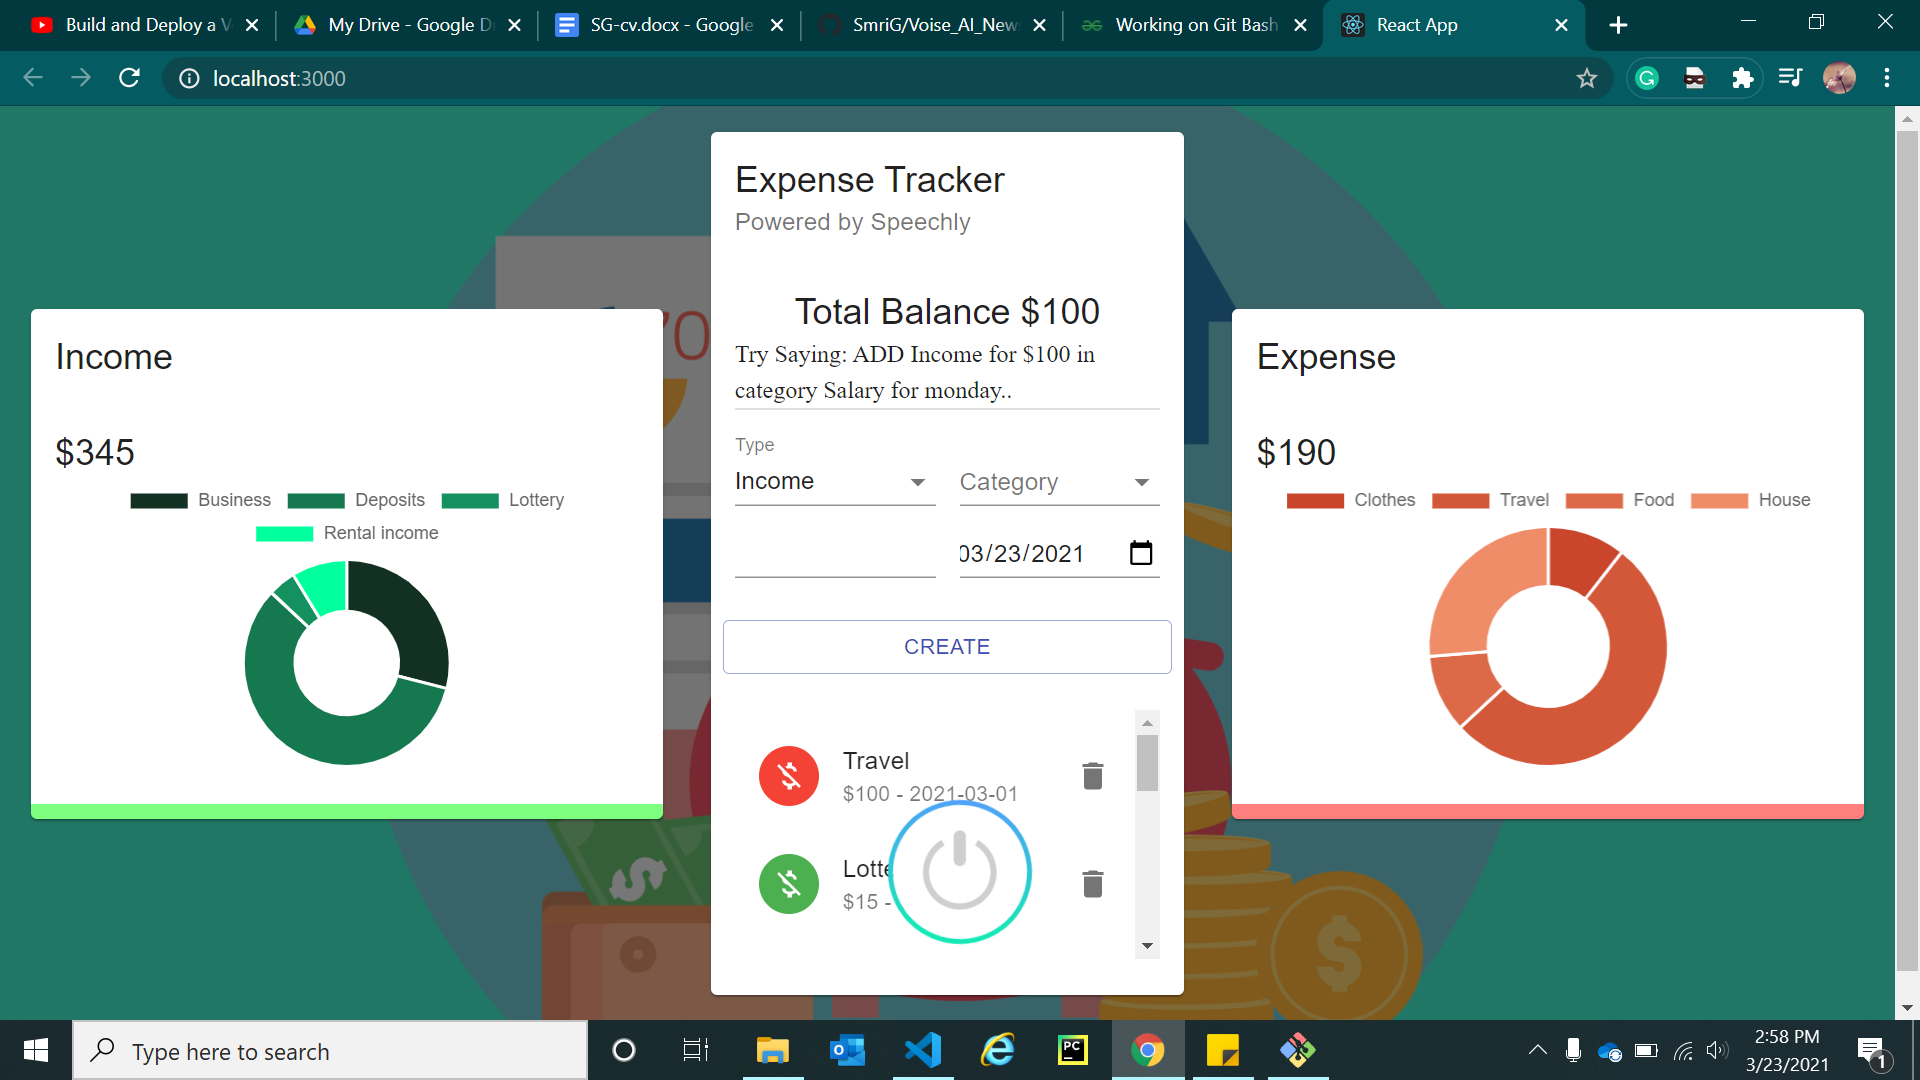 Build and Deploy a V
My Drive - Google D
SG-cv.docx - Google
SmriG/Voise_AI_New
Working on Git Bash
React App
localhost:3000
Expense Tracker
Powered by Speechly
Total Balance $100
Try Saying: ADD Income for $100 in
category Salary for monday..
Income
$345
Business
Deposits
Lottery
Rental income
Type
Income
Category
03/23/2021
CREATE
Travel
$100 - 2021-03-01
Lotte
$15 -
Expense
$190
Clothes
Travel
Food
House
70
$
$
Type here to search
PC
2:58 PM
3/23/2021
1